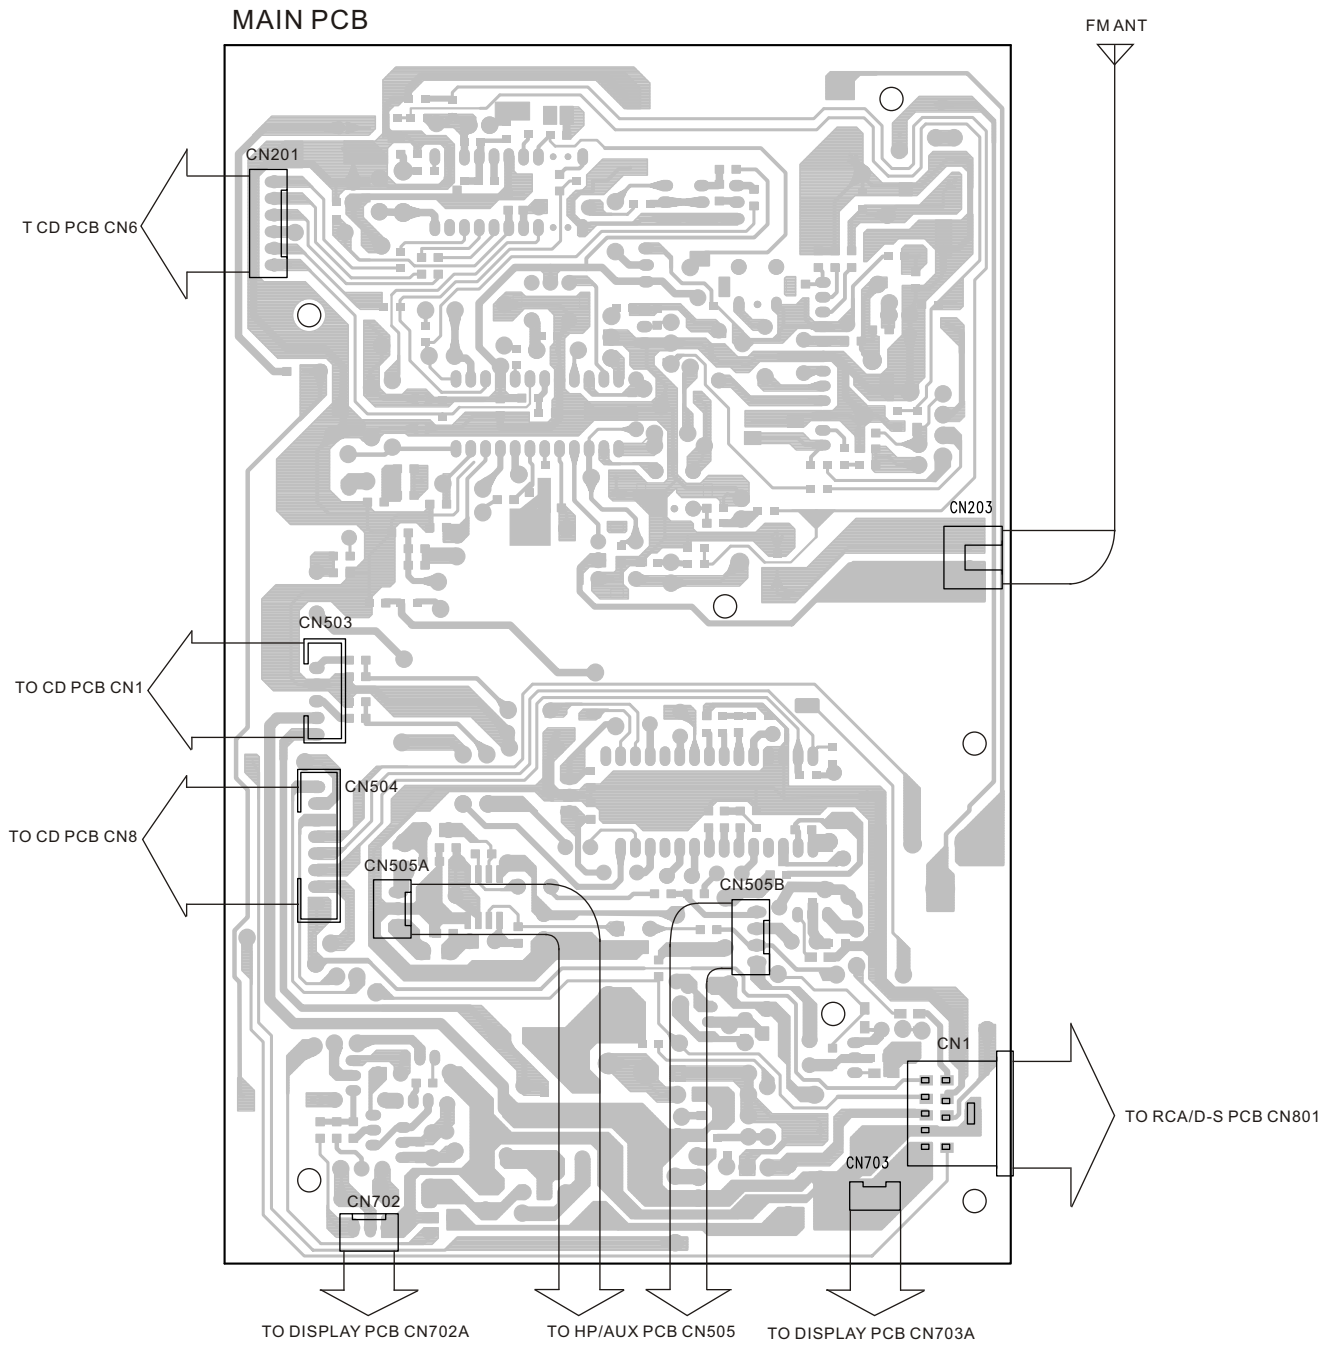 MAIN PCB
FM ANT
CN201
T CD PCB CN6
CN203
CN503
TO CD PCB CN1
CN504
TO CD PCB CN8
CN505A
CN505B
CN1
TO RCA/D-S PCB CN801
CN703
CN702
TO DISPLAY PCB CN702A
TO HP/AUX PCB CN505
TO DISPLAY PCB CN703A